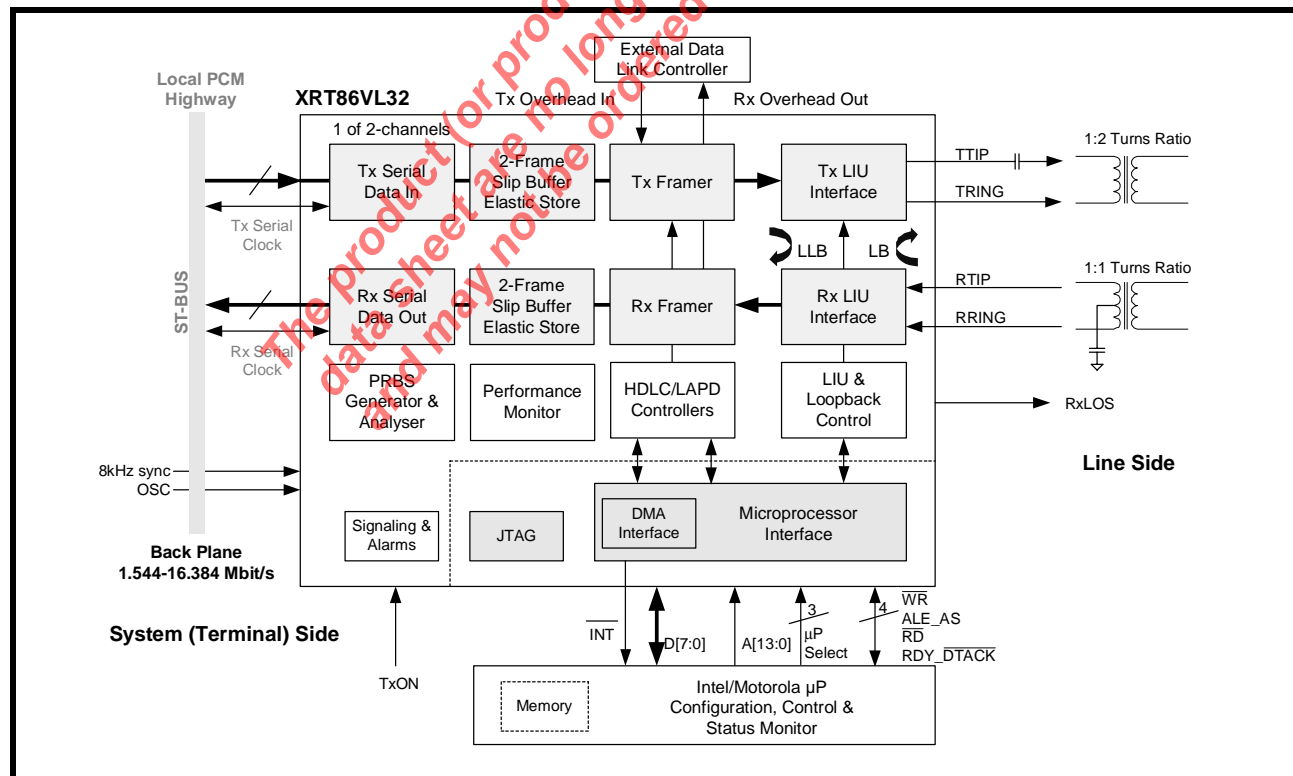 External Data
Link Controller
Local PCM
Highway
XRT86VL32
Tx Overhead In
Rx Overhead Out
1 of 2-channels
Tx Serial
Data In
2-Frame
Slip Buffer
Elastic Store
Tx Framer
Tx LIU
Interface
TTIP
TRING
1:2 Turns Ratio
Tx Serial
Clock
LLB
LB
ST-BUS
Rx Serial
Data Out
2-Frame
Slip Buffer
Elastic Store
Rx Framer
Rx LIU
Interface
RTIP
RRING
1:1 Turns Ratio
Rx Serial
Clock
PRBS
Generator &
Analyser
Performance
Monitor
HDLC/LAPD
Controllers
LIU &
Loopback
Control
RxLOS
Line Side
8kHz sync
OSC
Signaling &
Alarms
JTAG
DMA
Interface
Microprocessor
Interface
Back Plane
1.544-16.384 Mbit/s
System (Terminal) Side
TxON
INT
D[7:0]
A[13:0]
3
µP
Select
4
WR
ALE_AS
RD
RDY_DTACK
Memory
Intel/Motorola µP
Configuration, Control &
Status Monitor
The product (or prod
data sheet are no long
and may not be ordered